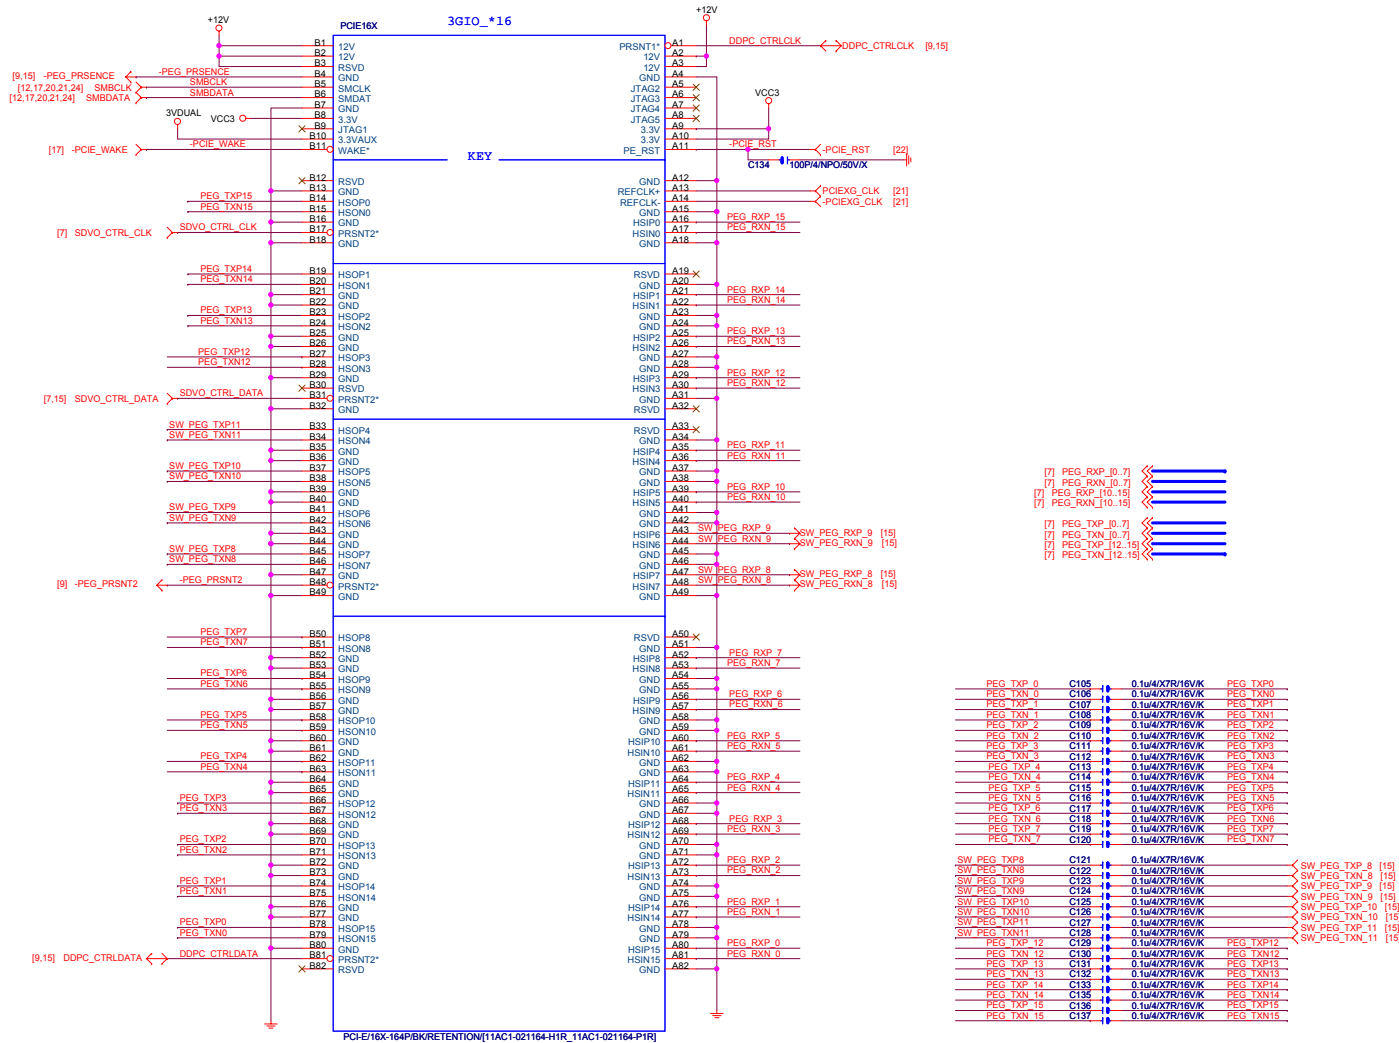 +12V
PCIE16X
3GIO_*16
+12V
B1 12V PRSNT1* A1 DDPC_CTRLCLK DDPC_CTRLCLK [9,15]
B2 12V 12V A2
B3 RSVD 12V A3
[9,15] -PEG_PRSENCE -PEG_PRSENCE B4 GND GND A4
[12,17,20,21,24] SMBCLK SMBCLK B5 SMCLK JTAG2 A5
[12,17,20,21,24] SMBDATA SMBDATA B6 SMDAT JTAG3 A6
B7 GND JTAG4 A7 VCC3
3VDUAL VCC3 B8 3.3V JTAG5 A8
B9 JTAG1 3.3V A9
B10 3.3VAUX 3.3V A10
[17] -PCIE_WAKE -PCIE_WAKE B11 WAKE* PE_RST A11 -PCIE_RST -PCIE_RST [22]
KEY
C134 100P/4/NPO/50V/X
B12 RSVD GND A12
B13 GND REFCLK+ A13 PCIEXG_CLK [21]
PEG_TXP15 B14 HSOP0 REFCLK- A14 -PCIEXG_CLK [21]
PEG_TXN15 B15 HSON0 GND A15
B16 GND HSIP0 A16 PEG_RXP_15
[7] SDVO_CTRL_CLK SDVO_CTRL_CLK B17 PRSNT2* HSIN0 A17 PEG_RXN_15
B18 GND GND A18
PEG_TXP14 B19 HSOP1 RSVD A19
PEG_TXN14 B20 HSON1 GND A20
B21 GND HSIP1 A21 PEG_RXP_14
B22 GND HSIN1 A22 PEG_RXN_14
PEG_TXP13 B23 HSOP2 GND A23
PEG_TXN13 B24 HSON2 GND A24
B25 GND HSIP2 A25 PEG_RXP_13
B26 GND HSIN2 A26 PEG_RXN_13
PEG_TXP12 B27 HSOP3 GND A27
PEG_TXN12 B28 HSON3 GND A28
B29 GND HSIP3 A29 PEG_RXP_12
B30 RSVD HSIN3 A30 PEG_RXN_12
[7,15] SDVO_CTRL_DATA SDVO_CTRL_DATA B31 PRSNT2* GND A31
B32 GND RSVD A32
SW_PEG_TXP11 B33 HSOP4 RSVD A33
SW_PEG_TXN11 B34 HSON4 GND A34
B35 GND HSIP4 A35 PEG_RXP_11
B36 GND HSIN4 A36 PEG_RXN_11
SW_PEG_TXP10 B37 HSOP5 GND A37
SW_PEG_TXN10 B38 HSON5 GND A38
B39 GND HSIP5 A39 PEG_RXP_10
B40 GND HSIN5 A40 PEG_RXN_10
SW_PEG_TXP9 B41 HSOP6 GND A41
SW_PEG_TXN9 B42 HSON6 GND A42
B43 GND HSIP6 A43 SW_PEG_RXP_9 SW_PEG_RXP_9 [15]
B44 GND HSIN6 A44 SW_PEG_RXN_9 SW_PEG_RXN_9 [15]
SW_PEG_TXP8 B45 HSOP7 GND A45
SW_PEG_TXN8 B46 HSON7 GND A46
B47 GND HSIP7 A47 SW_PEG_RXP_8 SW_PEG_RXP_8 [15]
[9] -PEG_PRSNT2 -PEG_PRSNT2 B48 PRSNT2* HSIN7 A48 SW_PEG_RXN_8 SW_PEG_RXN_8 [15]
B49 GND GND A49
PEG_TXP7 B50 HSOP8 RSVD A50
PEG_TXN7 B51 HSON8 GND A51
B52 GND HSIP8 A52 PEG_RXP_7
B53 GND HSIN8 A53 PEG_RXN_7
PEG_TXP6 B54 HSOP9 GND A54
PEG_TXN6 B55 HSON9 GND A55
B56 GND HSIP9 A56 PEG_RXP_6
B57 GND HSIN9 A57 PEG_RXN_6
PEG_TXP5 B58 HSOP10 GND A58
PEG_TXN5 B59 HSON10 GND A59
B60 GND HSIP10 A60 PEG_RXP_5
B61 GND HSIN10 A61 PEG_RXN_5
PEG_TXP4 B62 HSOP11 GND A62
PEG_TXN4 B63 HSON11 GND A63
B64 GND HSIP11 A64 PEG_RXP_4
B65 GND HSIN11 A65 PEG_RXN_4
PEG_TXP3 B66 HSOP12 GND A66
PEG_TXN3 B67 HSON12 GND A67
B68 GND HSIP12 A68 PEG_RXP_3
B69 GND HSIN12 A69 PEG_RXN_3
PEG_TXP2 B70 HSOP13 GND A70
PEG_TXN2 B71 HSON13 GND A71
B72 GND HSIP13 A72 PEG_RXP_2
B73 GND HSIN13 A73 PEG_RXN_2
PEG_TXP1 B74 HSOP14 GND A74
PEG_TXN1 B75 HSON14 GND A75
B76 GND HSIP14 A76 PEG_RXP_1
B77 GND HSIN14 A77 PEG_RXN_1
PEG_TXP0 B78 HSOP15 GND A78
PEG_TXN0 B79 HSON15 GND A79
B80 GND HSIP15 A80 PEG_RXP_0
[9,15] DDPC_CTRLDATA DDPC_CTRLDATA B81 PRSNT2* HSIN15 A81 PEG_RXN_0
B82 RSVD GND A82
PCI-E/16X-164P/BK/RETENTION/[11AC1-021164-H1R_11AC1-021164-P1R]
[7] PEG_RXP_[0..7]
[7] PEG_RXN_[0..7]
[7] PEG_RXP_[10..15]
[7] PEG_RXN_[10..15]
[7] PEG_TXP_[0..7]
[7] PEG_TXN_[0..7]
[7] PEG_TXP_[12..15]
[7] PEG_TXN_[12..15]
PEG_TXP_0 C105 0.1u/4/X7R/16V/K PEG_TXP0
PEG_TXN_0 C106 0.1u/4/X7R/16V/K PEG_TXN0
PEG_TXP_1 C107 0.1u/4/X7R/16V/K PEG_TXP1
PEG_TXN_1 C108 0.1u/4/X7R/16V/K PEG_TXN1
PEG_TXP_2 C109 0.1u/4/X7R/16V/K PEG_TXP2
PEG_TXN_2 C110 0.1u/4/X7R/16V/K PEG_TXN2
PEG_TXP_3 C111 0.1u/4/X7R/16V/K PEG_TXP3
PEG_TXN_3 C112 0.1u/4/X7R/16V/K PEG_TXN3
PEG_TXP_4 C113 0.1u/4/X7R/16V/K PEG_TXP4
PEG_TXN_4 C114 0.1u/4/X7R/16V/K PEG_TXN4
PEG_TXP_5 C115 0.1u/4/X7R/16V/K PEG_TXP5
PEG_TXN_5 C116 0.1u/4/X7R/16V/K PEG_TXN5
PEG_TXP_6 C117 0.1u/4/X7R/16V/K PEG_TXP6
PEG_TXN_6 C118 0.1u/4/X7R/16V/K PEG_TXN6
PEG_TXP_7 C119 0.1u/4/X7R/16V/K PEG_TXP7
PEG_TXN_7 C120 0.1u/4/X7R/16V/K PEG_TXN7
SW_PEG_TXP8 C121 0.1u/4/X7R/16V/K SW_PEG_TXP_8 [15]
SW_PEG_TXN8 C122 0.1u/4/X7R/16V/K SW_PEG_TXN_8 [15]
SW_PEG_TXP9 C123 0.1u/4/X7R/16V/K SW_PEG_TXP_9 [15]
SW_PEG_TXN9 C124 0.1u/4/X7R/16V/K SW_PEG_TXN_9 [15]
SW_PEG_TXP10 C125 0.1u/4/X7R/16V/K SW_PEG_TXP_10 [15]
SW_PEG_TXN10 C126 0.1u/4/X7R/16V/K SW_PEG_TXN_10 [15]
SW_PEG_TXP11 C127 0.1u/4/X7R/16V/K SW_PEG_TXP_11 [15]
SW_PEG_TXN11 C128 0.1u/4/X7R/16V/K SW_PEG_TXN_11 [15]
PEG_TXP_12 C129 0.1u/4/X7R/16V/K PEG_TXP12
PEG_TXN_12 C130 0.1u/4/X7R/16V/K PEG_TXN12
PEG_TXP_13 C131 0.1u/4/X7R/16V/K PEG_TXP13
PEG_TXN_13 C132 0.1u/4/X7R/16V/K PEG_TXN13
PEG_TXP_14 C133 0.1u/4/X7R/16V/K PEG_TXP14
PEG_TXN_14 C135 0.1u/4/X7R/16V/K PEG_TXN14
PEG_TXP_15 C136 0.1u/4/X7R/16V/K PEG_TXP15
PEG_TXN_15 C137 0.1u/4/X7R/16V/K PEG_TXN15